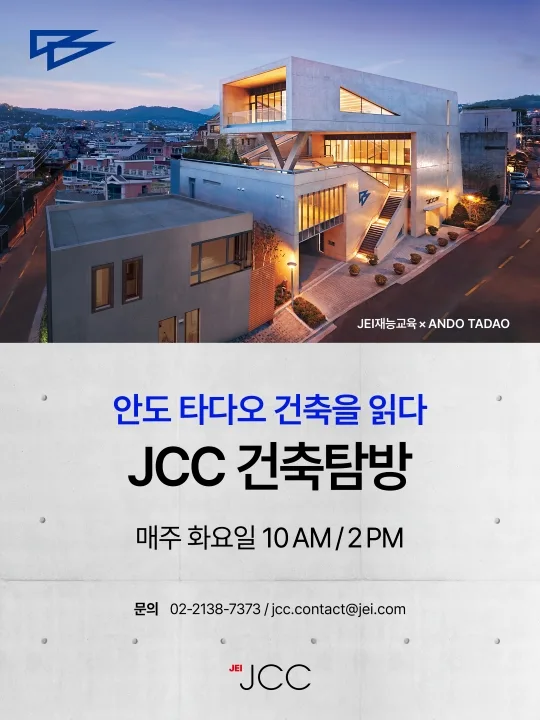 JEI재능교육 × ANDO TADAO
안도 타다오 건축을 읽다
JCC 건축탐방
매주 화요일 10 AM / 2 PM
문의 02-2138-7373 / jcc.contact@jei.com
JEI JCC